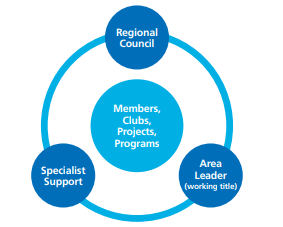 Regional
Council
Members,
Clubs,
Projects,
Programs
Specialist
Support
Area
Leader
(working title)